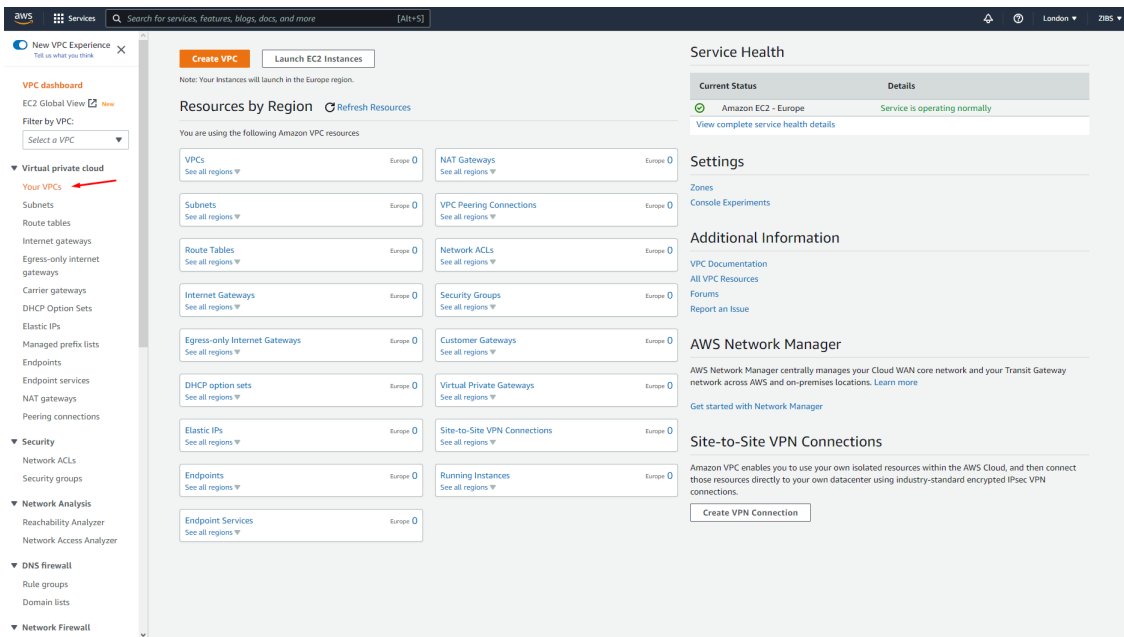 aws
Services
Search for services, features, blogs, docs, and more
[Alt+S]
London ▼
ZIBS ▼
New VPC Experience
Tell us what you think
VPC dashboard
EC2 Global View New
Filter by VPC:
Select a VPC
Virtual private cloud
Your VPCs
Subnets
Route tables
Internet gateways
Egress-only internet
gateways
Carrier gateways
DHCP Option Sets
Elastic IPs
Managed prefix lists
Endpoints
Endpoint services
NAT gateways
Peering connections
Security
Network ACLs
Security groups
Network Analysis
Reachability Analyzer
Network Access Analyzer
DNS firewall
Rule groups
Domain lists
Network Firewall
Create VPC
Launch EC2 Instances
Note: Your Instances will launch in the Europe region.
Resources by Region
Refresh Resources
You are using the following Amazon VPC resources
VPCs Europe 0
See all regions ▼
NAT Gateways Europe 0
See all regions ▼
Subnets Europe 0
See all regions ▼
VPC Peering Connections Europe 0
See all regions ▼
Route Tables Europe 0
See all regions ▼
Network ACLs Europe 0
See all regions ▼
Internet Gateways Europe 0
See all regions ▼
Security Groups Europe 0
See all regions ▼
Egress-only Internet Gateways Europe 0
See all regions ▼
Customer Gateways Europe 0
See all regions ▼
DHCP option sets Europe 0
See all regions ▼
Virtual Private Gateways Europe 0
See all regions ▼
Elastic IPs Europe 0
See all regions ▼
Site-to-Site VPN Connections Europe 0
See all regions ▼
Endpoints Europe 0
See all regions ▼
Running Instances Europe 0
See all regions ▼
Endpoint Services Europe 0
See all regions ▼
Service Health
Current Status Details
Amazon EC2 - Europe Service is operating normally
View complete service health details
Settings
Zones
Console Experiments
Additional Information
VPC Documentation
All VPC Resources
Forums
Report an Issue
AWS Network Manager
AWS Network Manager centrally manages your Cloud WAN core network and your Transit Gateway
network across AWS and on-premises locations. Learn more
Get started with Network Manager
Site-to-Site VPN Connections
Amazon VPC enables you to use your own isolated resources within the AWS Cloud, and then connect
those resources directly to your own datacenter using industry-standard encrypted IPsec VPN
connections.
Create VPN Connection